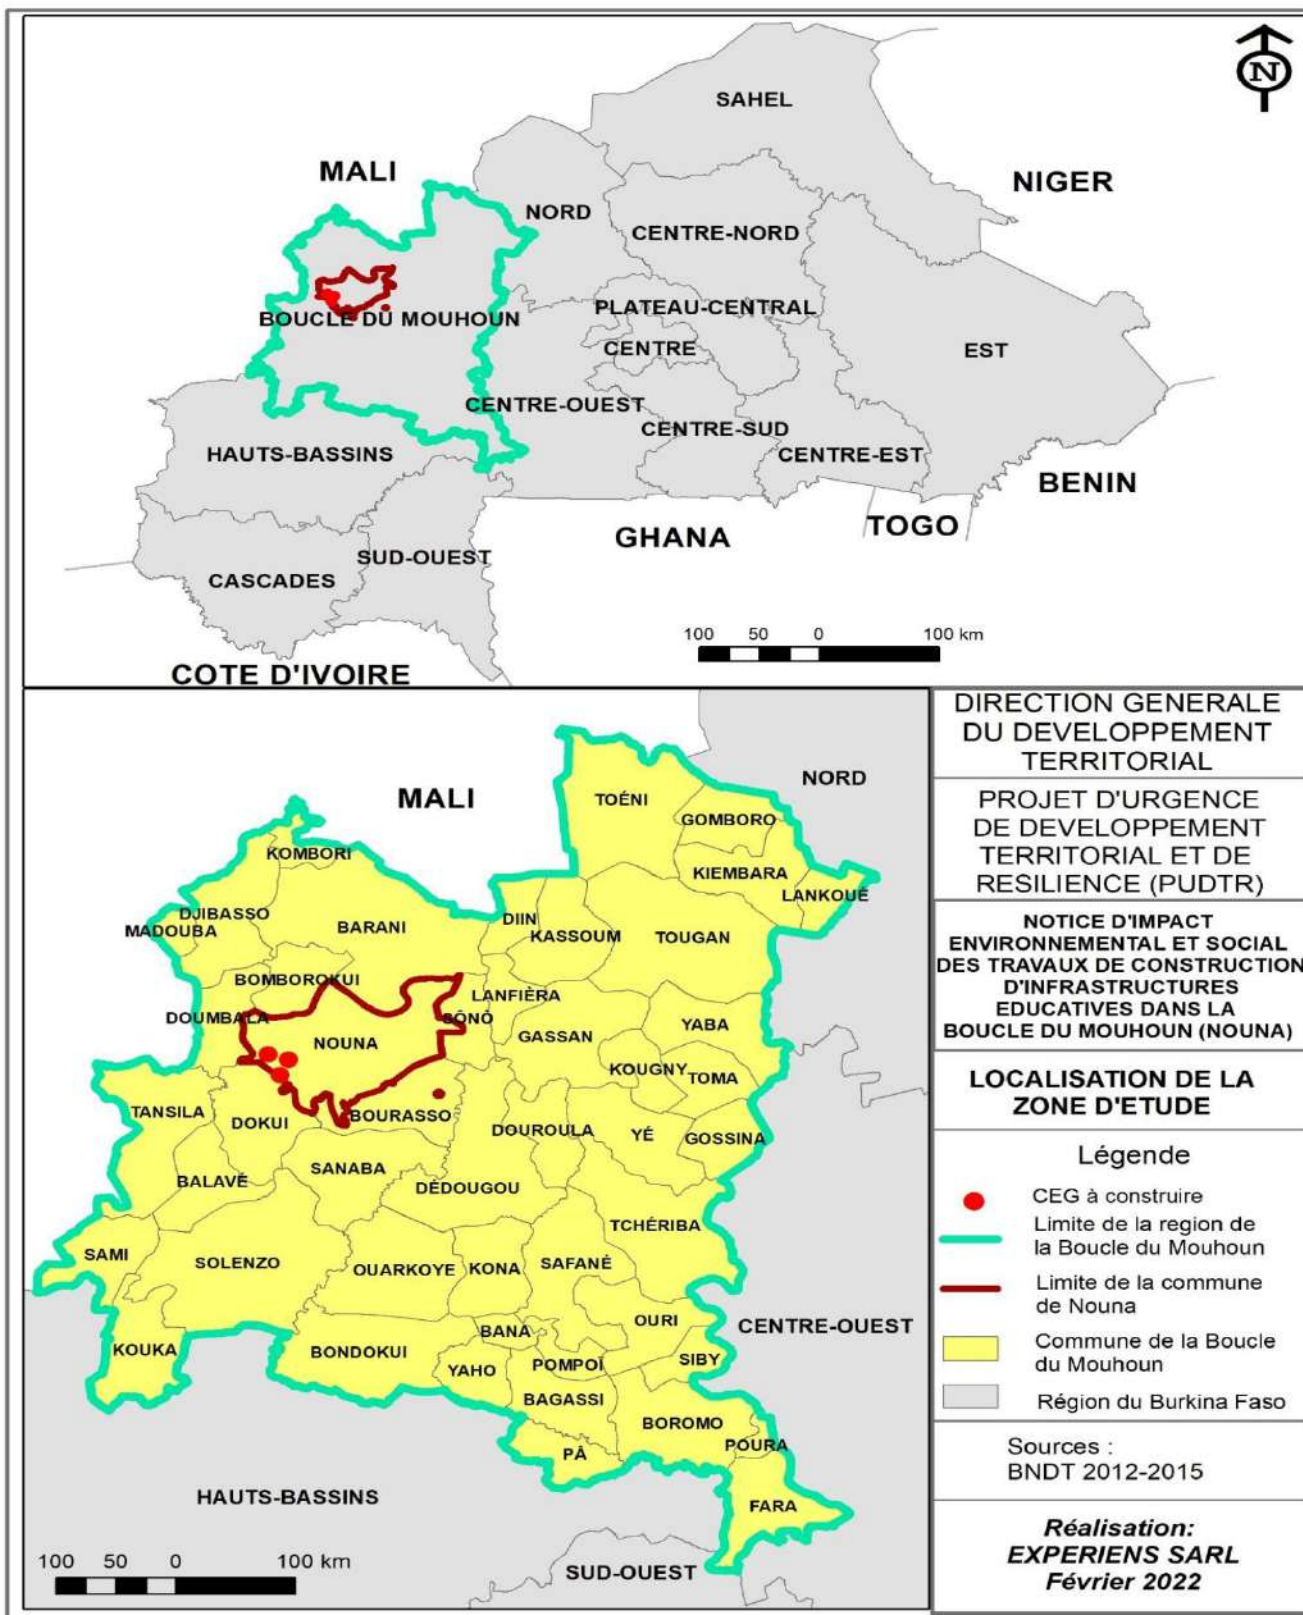 N
SAHEL
MALI
NIGER
NORD
CENTRE-NORD
PLATEAU-CENTRAL
BOUCLE DU MOUHOUN
CENTRE
EST
CENTRE-OUEST
CENTRE-SUD
HAUTS-BASSINS
CENTRE-EST
BENIN
TOGO
GHANA
SUD-OUEST
CASCADES
100 50 0 100 km
COTE D'IVOIRE
MALI
NORD
TOÉNI
GOMBORO
KOMBORI
KIEMBARA
LANKOUÉ
DJIBASSO
MADOUBA
BARANI
DIIN
KASSOUM
TOUGAN
BOMBOROKUI
LANFIÈRA
DOUMBALA
SÔNÔ
NOUNA
GASSAN
YABA
KOUGNY
TOMA
TANSILA
DOKUI
BOURASSO
DOUROULA
YÉ
GOSSINA
SANABA
BALAVÉ
DÉDOUGOU
TCHÉRIBA
SAMI
SOLENZO
OUARKOYE
KONA
SAFANÉ
OURI
CENTRE-OUEST
BANA
KOUKA
BONDOKUI
YAHO
POMPOÏ
SIBY
BAGASSI
BOROMO
POURA
PÂ
HAUTS-BASSINS
FARA
100 50 0 100 km
SUD-OUEST
DIRECTION GENERALE
DU DEVELOPPEMENT
TERRITORIAL
PROJET D'URGENCE
DE DEVELOPPEMENT
TERRITORIAL ET DE
RESILIENCE (PUDTR)
NOTICE D'IMPACT
ENVIRONNEMENTAL ET SOCIAL
DES TRAVAUX DE CONSTRUCTION
D'INFRASTRUCTURES
EDUCATIVES DANS LA
BOUCLE DU MOUHOUN (NOUNA)
LOCALISATION DE LA
ZONE D'ETUDE
Légende
CEG à construire
Limite de la region de
la Boucle du Mouhoun
Limite de la commune
de Nouna
Commune de la Boucle
du Mouhoun
Région du Burkina Faso
Sources :
BNDT 2012-2015
Réalisation:
EXPERIENS SARL
Février 2022